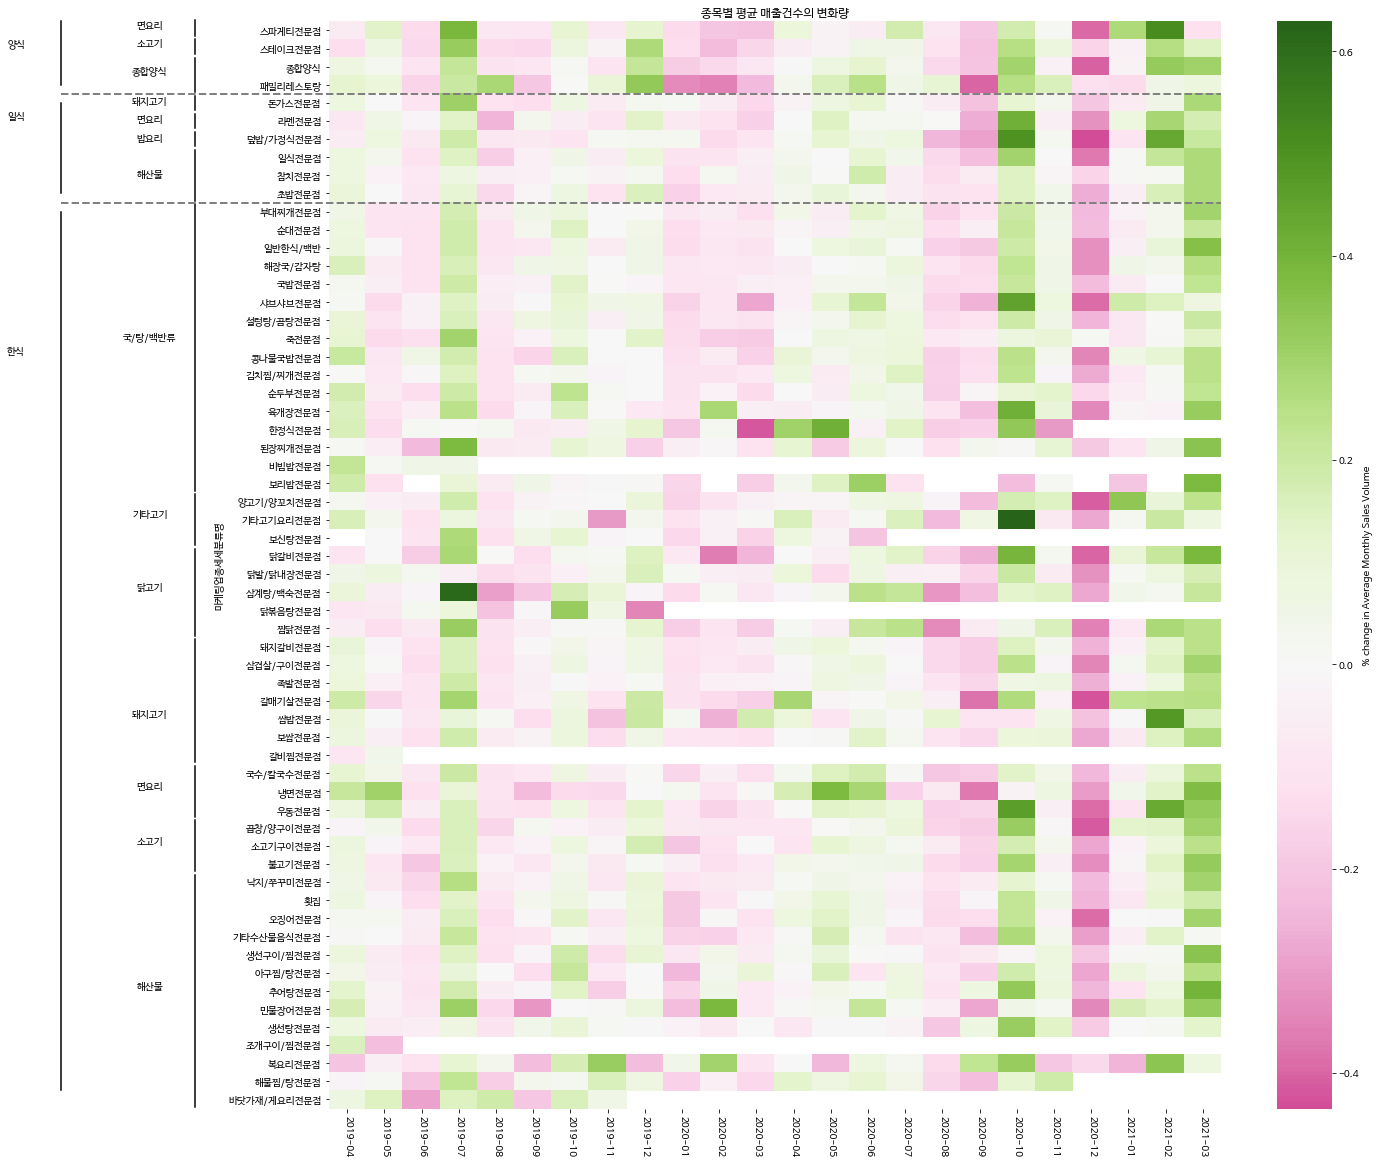 종목별 평균 매출건수의 변화량
양식
일식
한식
면요리
소고기
종합양식
돼지고기
면요리
밥요리
해산물
국/탕/백반류
기타고기
닭고기
돼지고기
면요리
소고기
해산물
마케팅업종세세분류명
스파게티전문점
스테이크전문점
종합양식
패밀리레스토랑
돈가스전문점
라멘전문점
덮밥/가정식전문점
일식전문점
참치전문점
초밥전문점
부대찌개전문점
순대전문점
일반한식/백반
해장국/감자탕
국밥전문점
샤브샤브전문점
설렁탕/곰탕전문점
죽전문점
콩나물국밥전문점
김치찜/찌개전문점
순두부전문점
육개장전문점
한정식전문점
된장찌개전문점
비빔밥전문점
보리밥전문점
양고기/양꼬치전문점
기타고기요리전문점
보신탕전문점
닭갈비전문점
닭발/닭내장전문점
삼계탕/백숙전문점
닭볶음탕전문점
찜닭전문점
돼지갈비전문점
삼겹살/구이전문점
족발전문점
갈매기살전문점
쌈밥전문점
보쌈전문점
갈비찜전문점
국수/칼국수전문점
냉면전문점
우동전문점
곱창/양구이전문점
소고기구이전문점
불고기전문점
낙지/쭈꾸미전문점
횟집
오징어전문점
기타수산물음식전문점
생선구이/찜전문점
아구찜/탕전문점
추어탕전문점
민물장어전문점
생선탕전문점
조개구이/찜전문점
복요리전문점
해물찜/탕전문점
바닷가재/게요리전문점
2019-04
2019-05
2019-06
2019-07
2019-08
2019-09
2019-10
2019-11
2019-12
2020-01
2020-02
2020-03
2020-04
2020-05
2020-06
2020-07
2020-08
2020-09
2020-10
2020-11
2020-12
2021-01
2021-02
2021-03
0.6
0.4
0.2
0.0
-0.2
-0.4
% change in Average Monthly Sales Volume